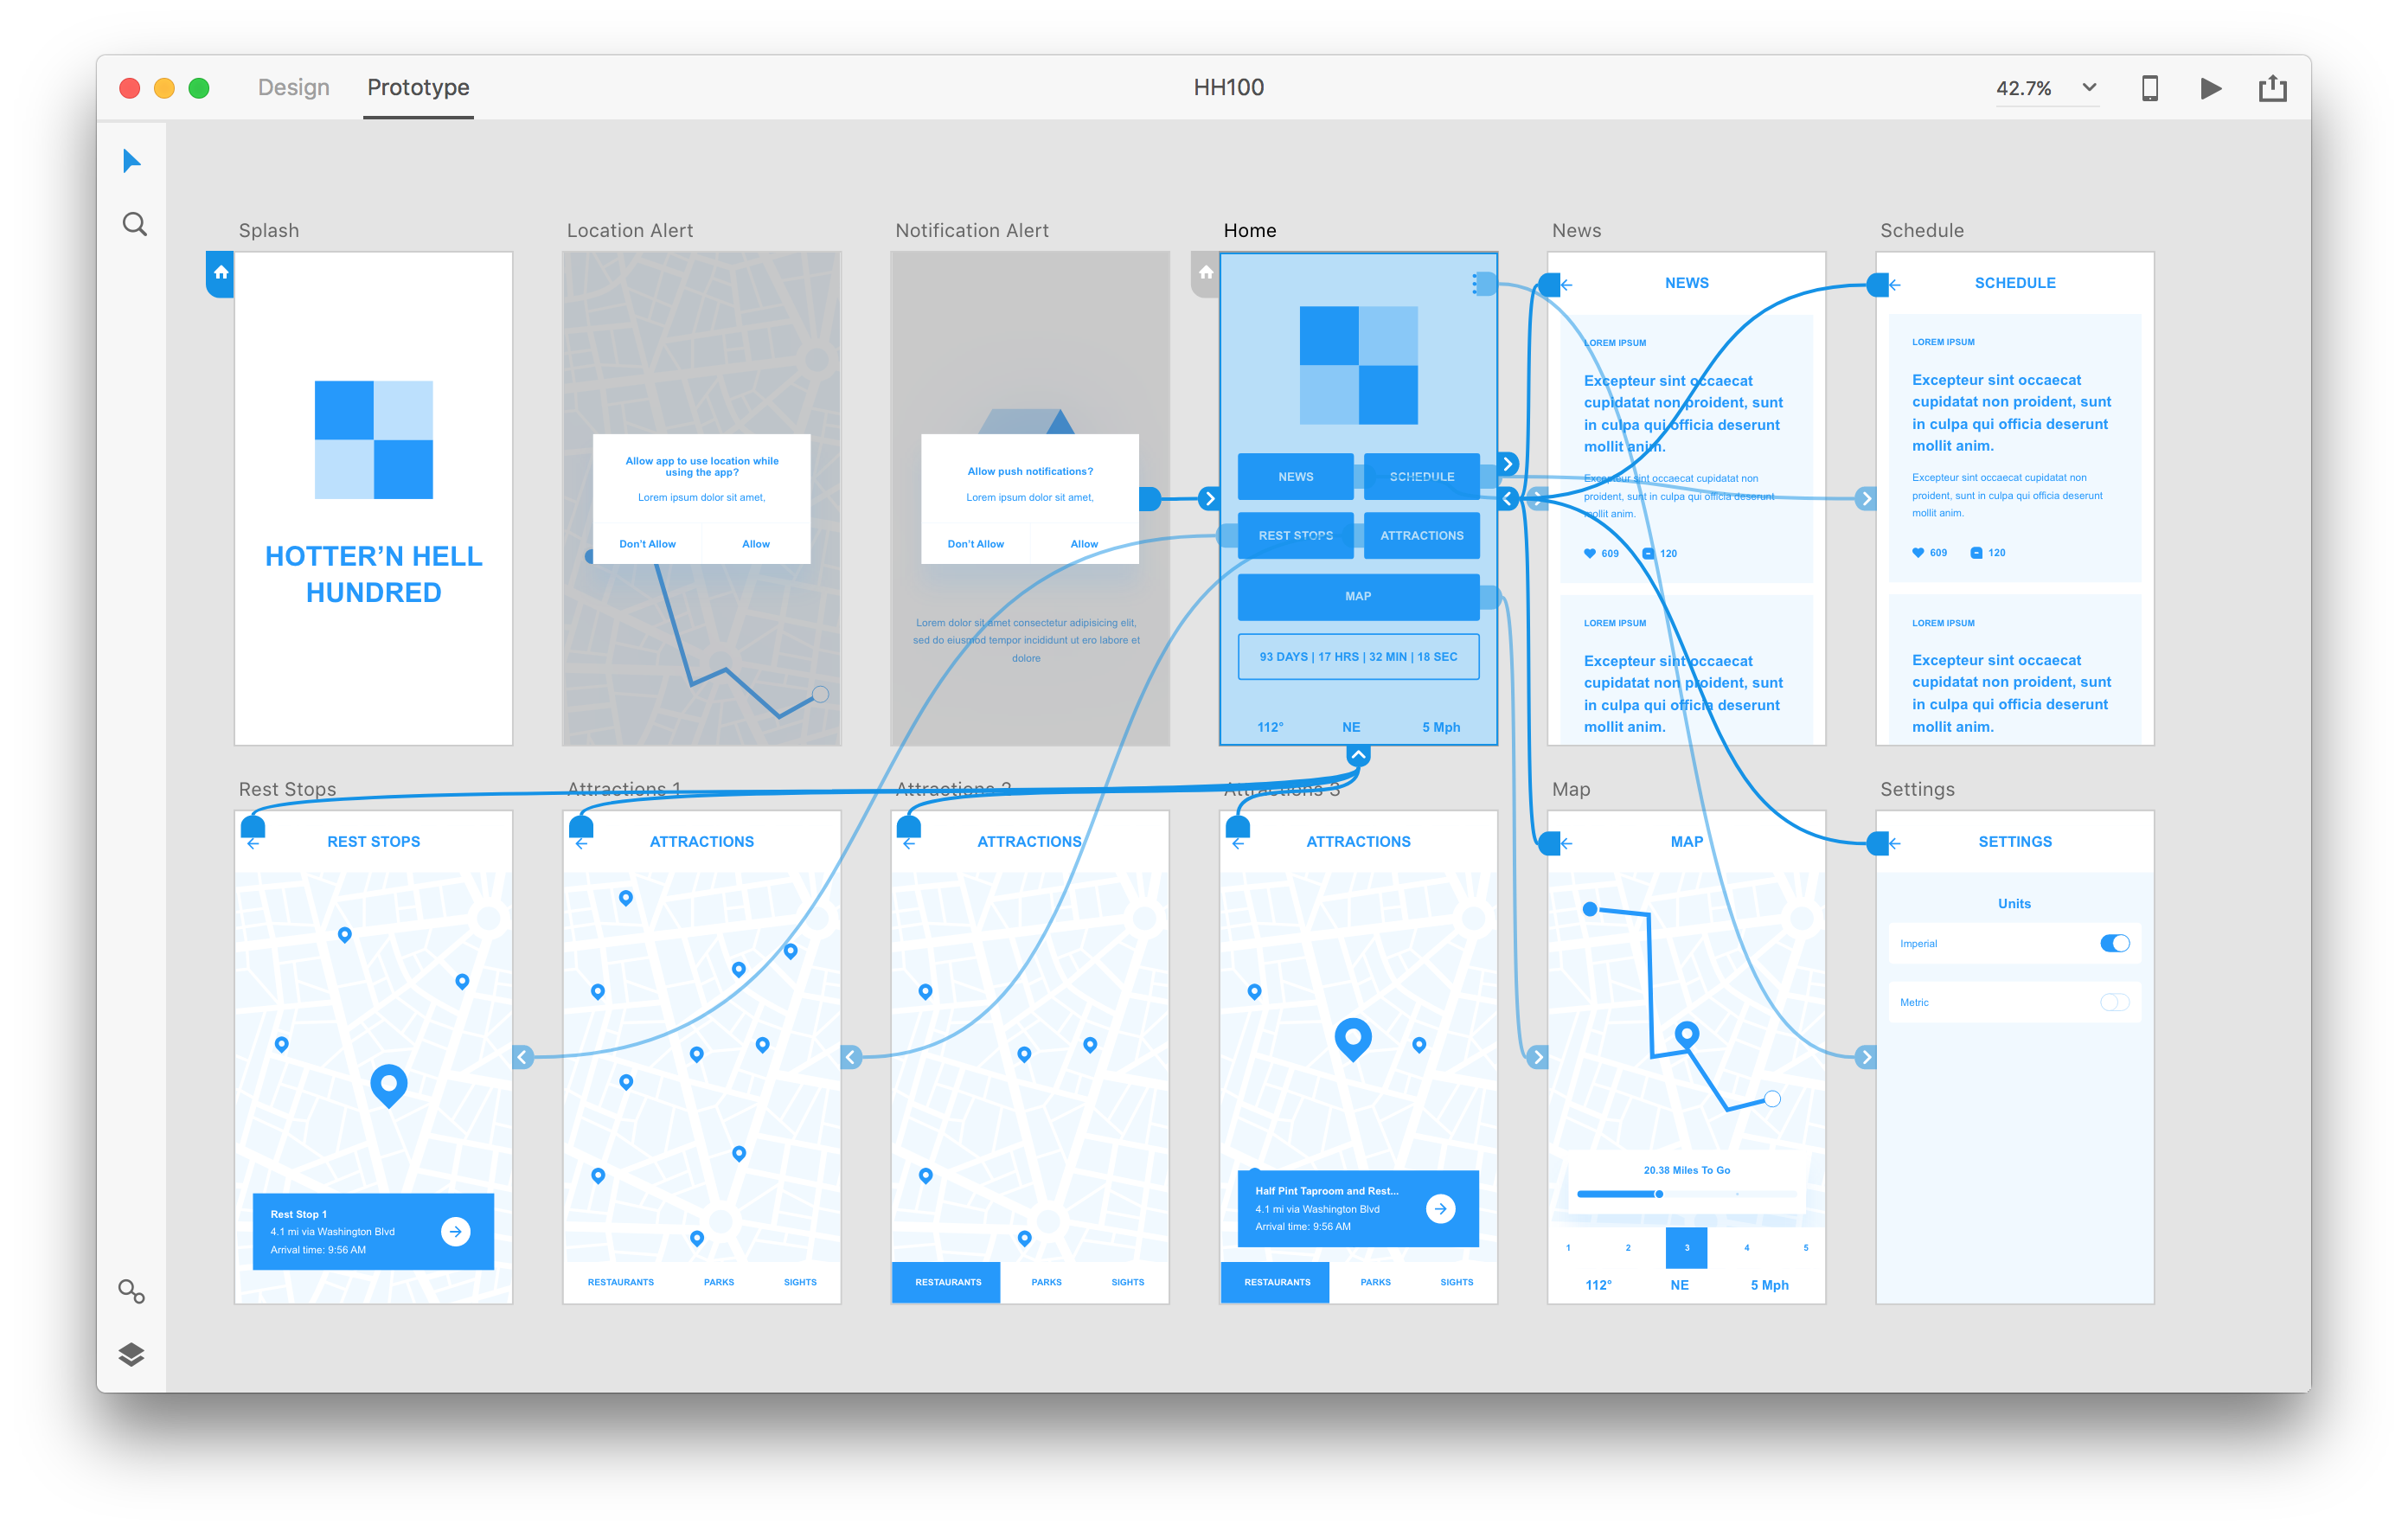 Design
Prototype
HH100
42.7%
Splash
Location Alert
Notification Alert
Home
News
Schedule
HOTTER'N HELL
HUNDRED
Allow app to use location while
using the app?
Lorem ipsum dolor sit amet,
Don't Allow
Allow
Allow push notifications?
Lorem ipsum dolor sit amet,
Don't Allow
Allow
Lorem dolor sit amet consectetur adipisicing elit,
sed do eiusmod tempor incididunt ut ero labore et
dolore
NEWS
SCHEDULE
REST STOPS
ATTRACTIONS
MAP
93 DAYS | 17 HRS | 32 MIN | 18 SEC
112°
NE
5 Mph
NEWS
LOREM IPSUM
Excepteur sint occaecat
cupidatat non proident, sunt
in culpa qui officia deserunt
mollit anim.
Excepteur sint occaecat cupidatat non
proident, sunt in culpa qui officia deserunt
mollit anim.
609
120
LOREM IPSUM
Excepteur sint occaecat
cupidatat non proident, sunt
in culpa qui officia deserunt
mollit anim.
SCHEDULE
LOREM IPSUM
Excepteur sint occaecat
cupidatat non proident, sunt
in culpa qui officia deserunt
mollit anim.
Excepteur sint occaecat cupidatat non
proident, sunt in culpa qui officia deserunt
mollit anim.
609
120
LOREM IPSUM
Excepteur sint occaecat
cupidatat non proident, sunt
in culpa qui officia deserunt
mollit anim.
Rest Stops
Attractions 1
Attractions 2
Attractions 3
Map
Settings
REST STOPS
Rest Stop 1
4.1 mi via Washington Blvd
Arrival time: 9:56 AM
ATTRACTIONS
RESTAURANTS
PARKS
SIGHTS
ATTRACTIONS
RESTAURANTS
PARKS
SIGHTS
ATTRACTIONS
Half Pint Taproom and Rest...
4.1 mi via Washington Blvd
Arrival time: 9:56 AM
RESTAURANTS
PARKS
SIGHTS
MAP
20.38 Miles To Go
1 2 3 4 5
112°
NE
5 Mph
SETTINGS
Units
Imperial
Metric